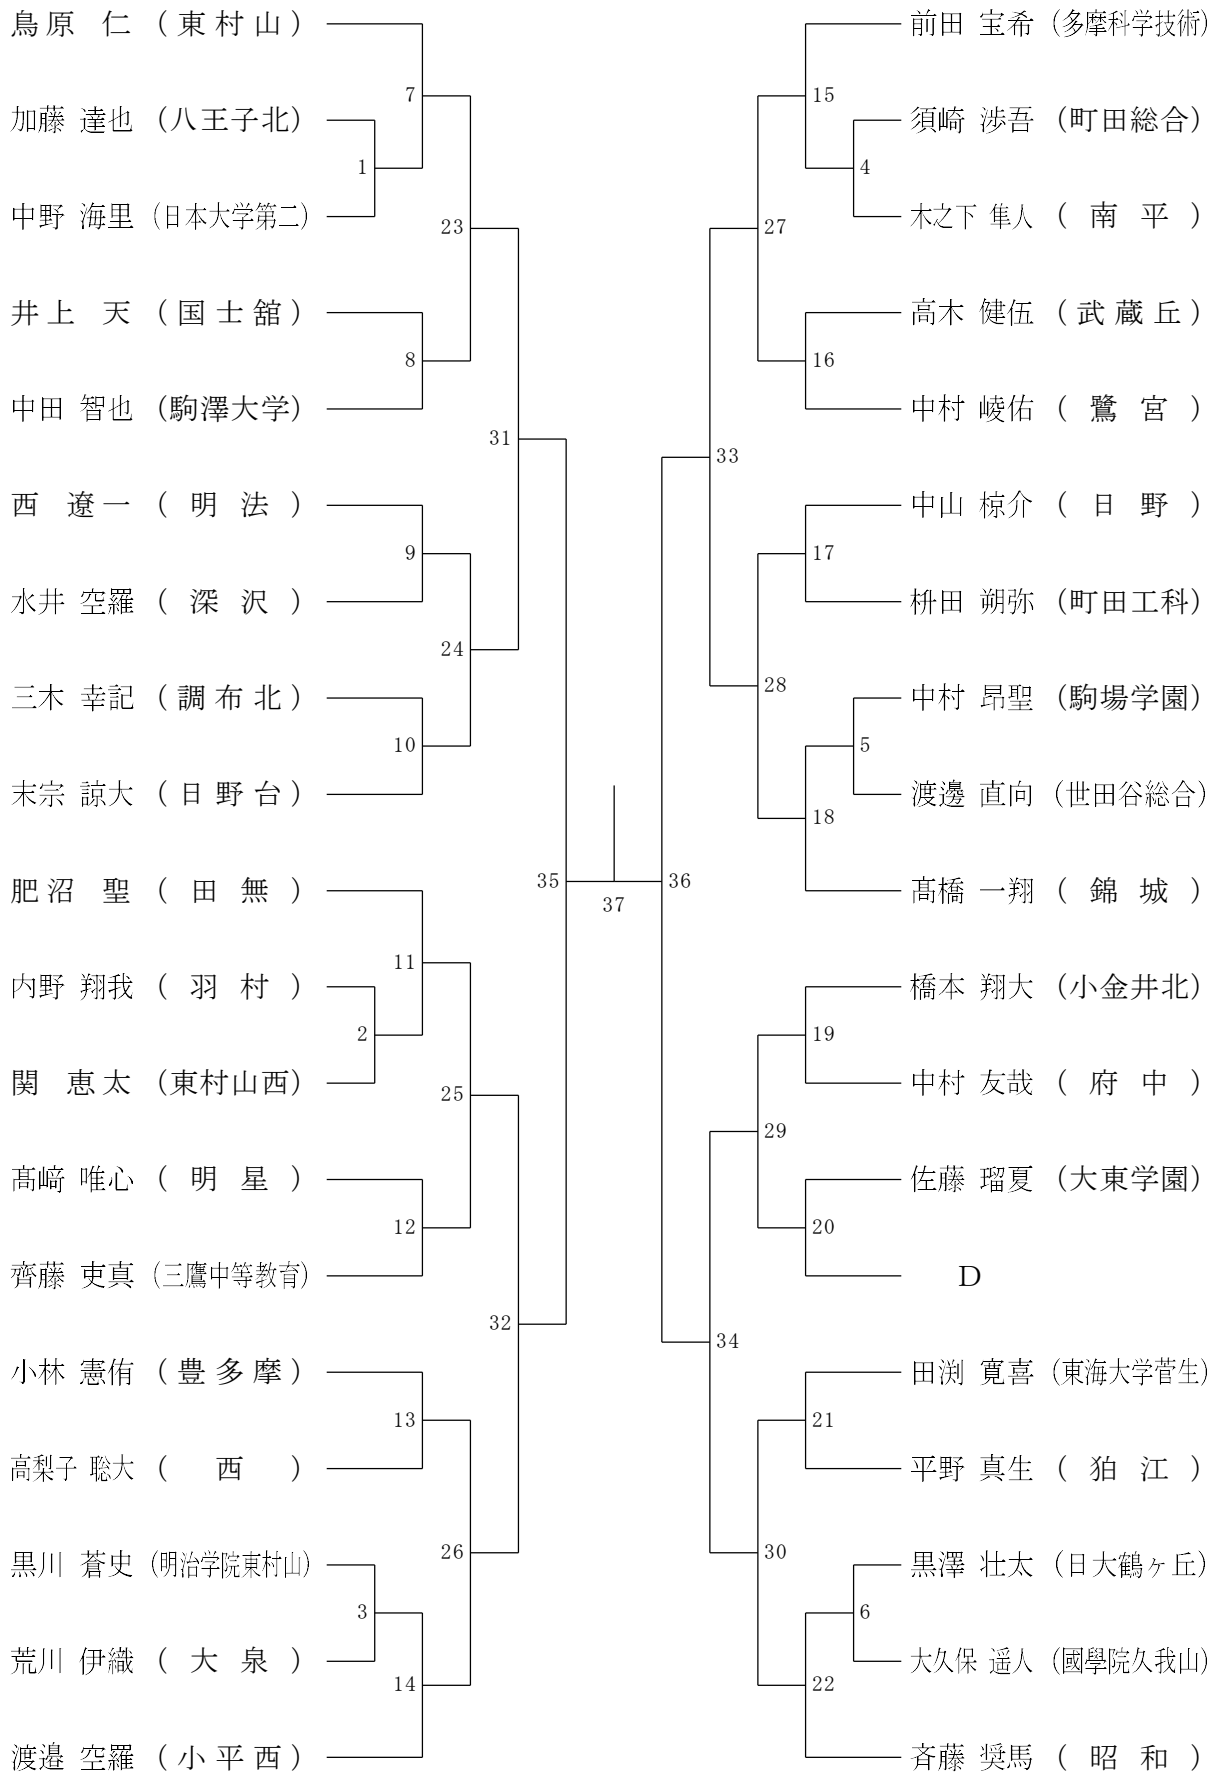 鳥原 仁 (東村山)
7
加藤 達也 (八王子北)
1
中野 海里 (日本大学第二)
23
井上 天 (国士舘)
8
中田 智也 (駒澤大学)
31
西 遼一 (明法)
9
水井 空羅 (深沢)
24
三木 幸記 (調布北)
10
末宗 諒大 (日野台)
肥沼 聖 (田無)
11
内野 翔我 (羽村)
2
関 恵太 (東村山西)
25
髙﨑 唯心 (明星)
12
齊藤 吏真 (三鷹中等教育)
32
小林 憲侑 (豊多摩)
13
高梨子 聡大 (西)
26
黒川 蒼史 (明治学院東村山)
3
荒川 伊織 (大泉)
14
渡邉 空羅 (小平西)
35
37
36
前田 宝希 (多摩科学技術)
15
須崎 渉吾 (町田総合)
4
木之下 隼人 (南平)
27
高木 健伍 (武蔵丘)
16
中村 崚佑 (鷺宮)
33
中山 椋介 (日野)
17
枡田 朔弥 (町田工科)
28
中村 昂聖 (駒場学園)
5
渡邊 直向 (世田谷総合)
18
髙橋 一翔 (錦城)
橋本 翔大 (小金井北)
19
中村 友哉 (府中)
29
佐藤 瑠夏 (大東学園)
20
D
34
田渕 寛喜 (東海大学菅生)
21
平野 真生 (狛江)
30
黒澤 壮太 (日大鶴ヶ丘)
6
大久保 遥人 (國學院久我山)
22
斉藤 奨馬 (昭和)